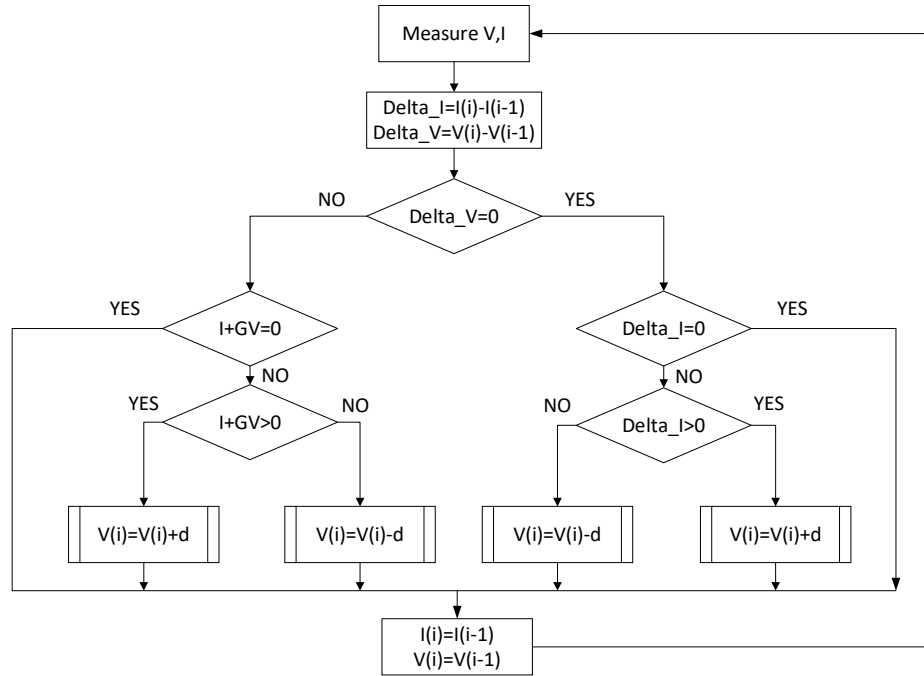 Measure V,I
Delta_I=I(i)-I(i-1)
Delta_V=V(i)-V(i-1)
NO
YES
Delta_V=0
YES
I+GV=0
Delta_I=0
YES
NO
NO
YES
I+GV>0
NO
NO
Delta_I>0
YES
V(i)=V(i)+d
V(i)=V(i)-d
V(i)=V(i)-d
V(i)=V(i)+d
I(i)=I(i-1)
V(i)=V(i-1)